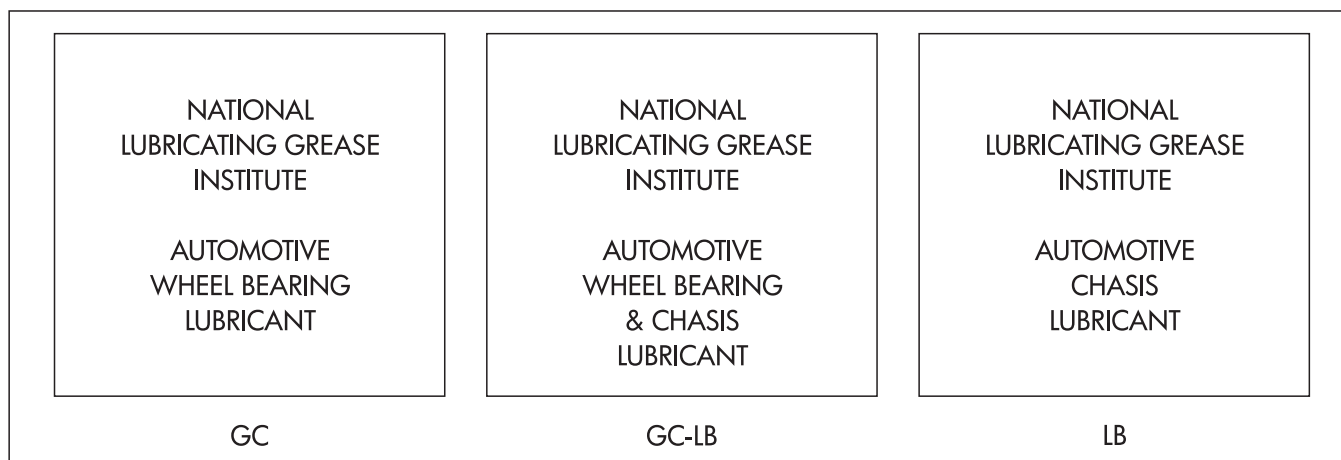 NATIONAL
LUBRICATING GREASE
INSTITUTE
AUTOMOTIVE
WHEEL BEARING
LUBRICANT
GC
NATIONAL
LUBRICATING GREASE
INSTITUTE
AUTOMOTIVE
WHEEL BEARING
& CHASIS
LUBRICANT
GC-LB
NATIONAL
LUBRICATING GREASE
INSTITUTE
AUTOMOTIVE
CHASIS
LUBRICANT
LB